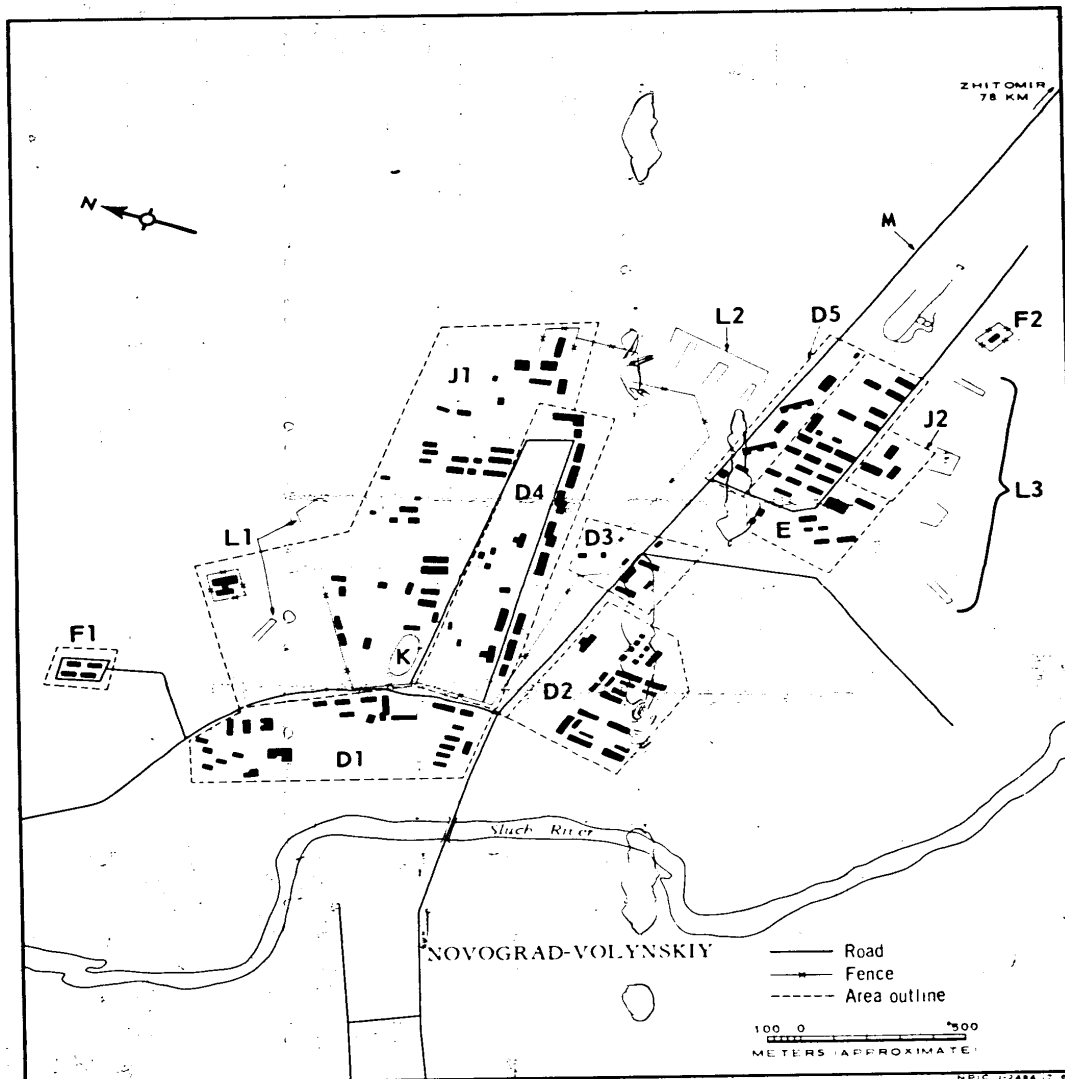 ZHITOMIR
78 KM
N
M
F2
L2
D5
J1
J2
D4
L3
D3
E
L1
F1
K
D2
D1
Sluch River
NOVOGRAD-VOLYNSKIY
Road
Fence
Area outline
100 0 500
METERS (APPROXIMATE)